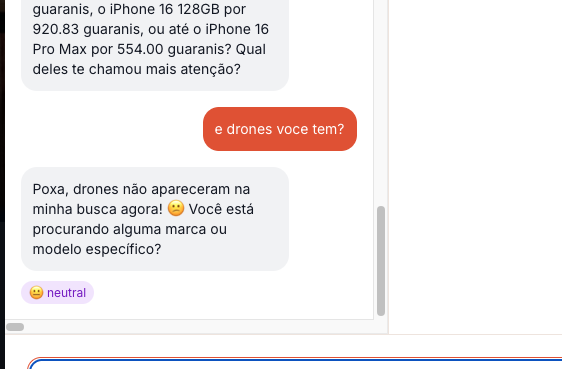 guaranis, o iPhone 16 128GB por
920.83 guaranis, ou até o iPhone 16
Pro Max por 554.00 guaranis? Qual
deles te chamou mais atenção?
e drones voce tem?
Poxa, drones não apareceram na
minha busca agora! 😕 Você está
procurando alguma marca ou
modelo específico?
😐 neutral